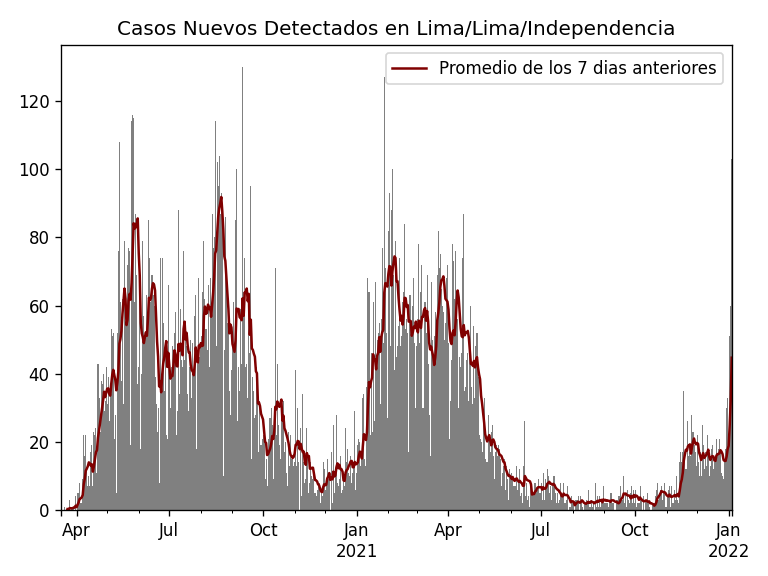 Casos Nuevos Detectados en Lima/Lima/Independencia
Promedio de los 7 dias anteriores
120
100
80
60
40
20
0
Apr Jul Oct Jan Apr Jul Oct Jan
2021 2022